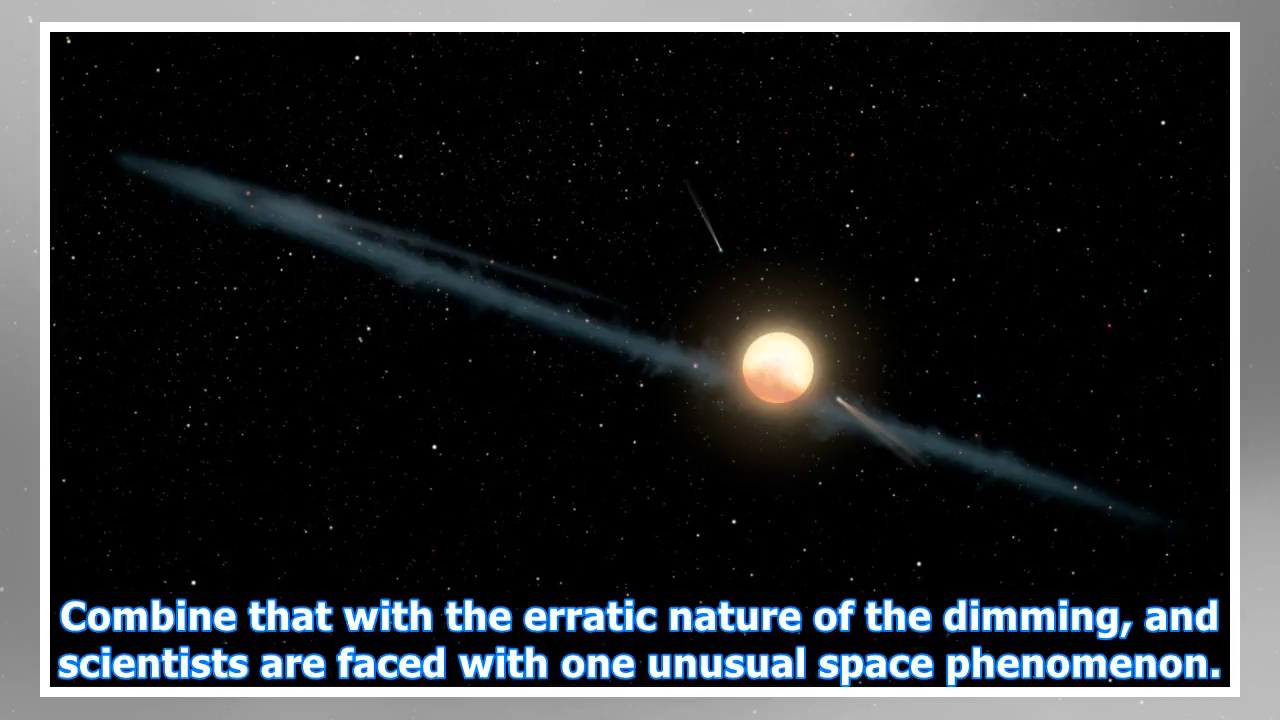 Combine that with the erratic nature of the dimming, and
scientists are faced with one unusual space phenomenon.